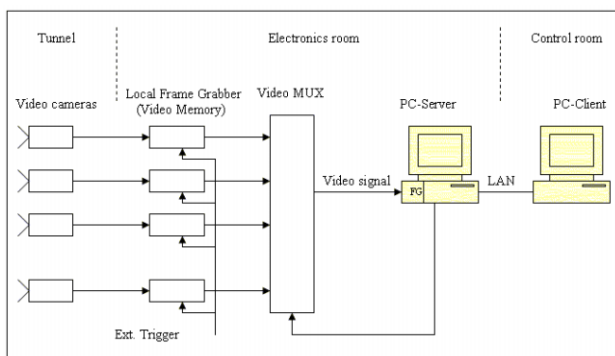 Tunnel
Electronics room
Control room
Video cameras
Local Frame Grabber
(Video Memory)
Video MUX
PC-Server
PC-Client
Video signal
FG
LAN
Ext. Trigger